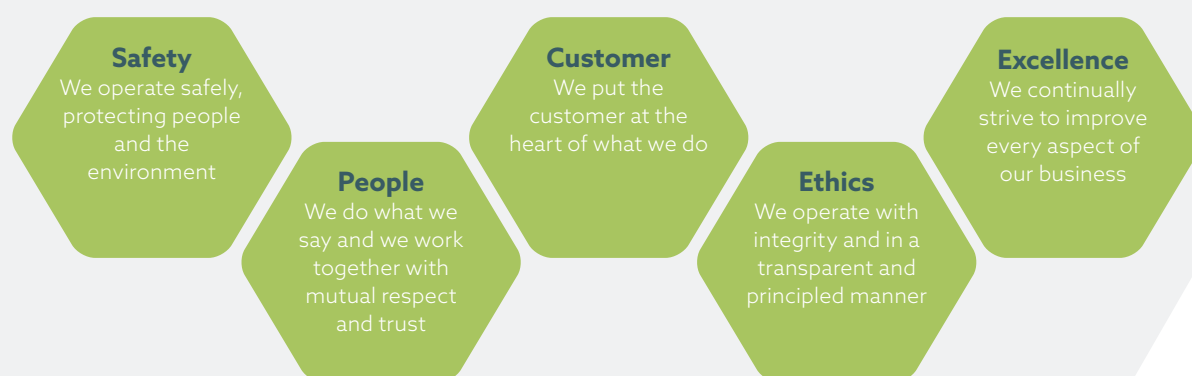 Safety
We operate safely,
protecting people
and the
environment
People
We do what we
say and we work
together with
mutual respect
and trust
Customer
We put the
customer at the
heart of what we do
Ethics
We operate with
integrity and in a
transparent and
principled manner
Excellence
We continually
strive to improve
every aspect of
our business